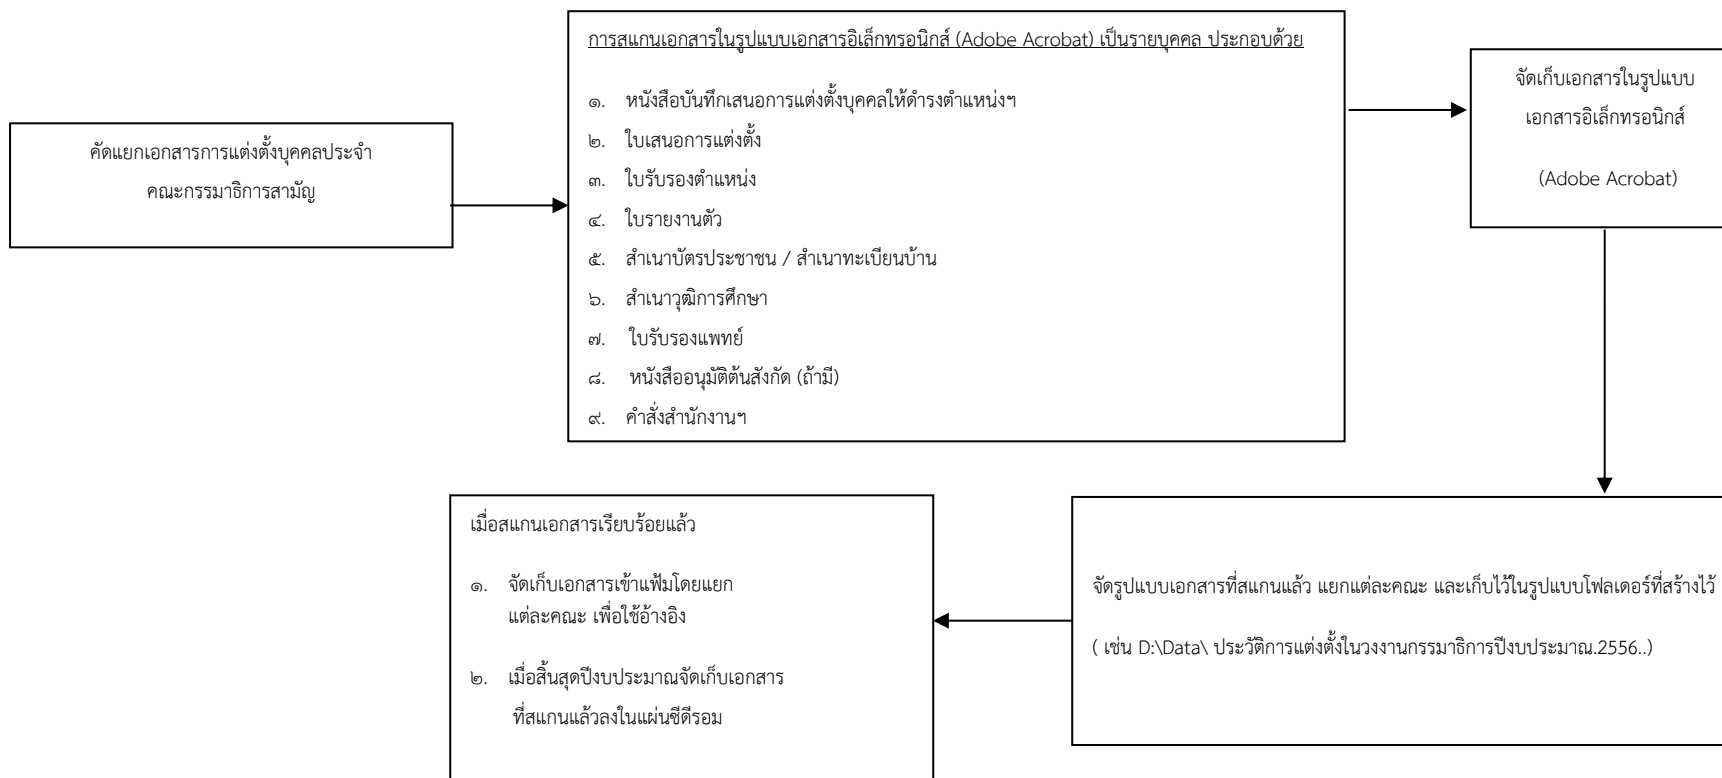 คัดแยกเอกสารการแต่งตั้งบุคคลประจำ
คณะกรรมาธิการสามัญ
การสแกนเอกสารในรูปแบบเอกสารอิเล็กทรอนิกส์ (Adobe Acrobat) เป็นรายบุคคล ประกอบด้วย
๑. หนังสือบันทึกเสนอการแต่งตั้งบุคคลให้ดำรงตำแหน่งฯ
๒. ใบเสนอการแต่งตั้ง
๓. ใบรับรองตำแหน่ง
๔. ใบรายงานตัว
๕. สำเนาบัตรประชาชน / สำเนาทะเบียนบ้าน
๖. สำเนาวุฒิการศึกษา
๗. ใบรับรองแพทย์
๘. หนังสืออนุมัติต้นสังกัด (ถ้ามี)
๙. คำสั่งสำนักงานฯ
จัดเก็บเอกสารในรูปแบบ
เอกสารอิเล็กทรอนิกส์
(Adobe Acrobat)
จัดรูปแบบเอกสารที่สแกนแล้ว แยกแต่ละคณะ และเก็บไว้ในรูปแบบโฟลเดอร์ที่สร้างไว้
( เช่น D:\Data\ ประวัติการแต่งตั้งในวงงานกรรมาธิการปีงบประมาณ.2556..)
เมื่อสแกนเอกสารเรียบร้อยแล้ว
๑. จัดเก็บเอกสารเข้าแฟ้มโดยแยก
แต่ละคณะ เพื่อใช้อ้างอิง
๒. เมื่อสิ้นสุดปีงบประมาณจัดเก็บเอกสาร
ที่สแกนแล้วลงในแผ่นซีดีรอม